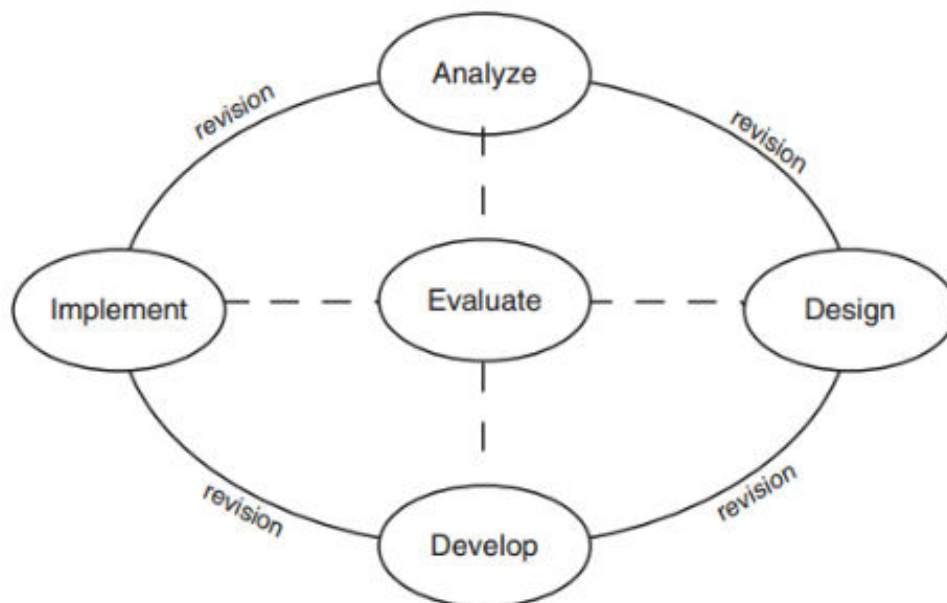 Analyze
revision
revision
Implement
Evaluate
Design
revision
revision
Develop